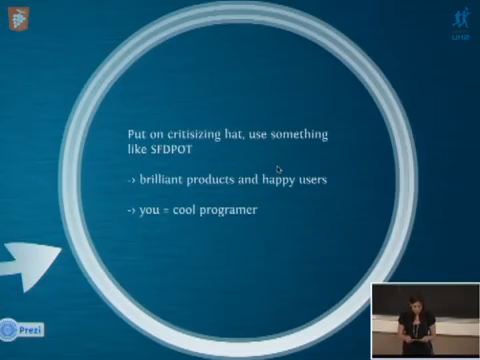 Put on critisizing hat, use something
like SFDPOT
-› brilliant products and happy users
-› you = cool programer
Prezi